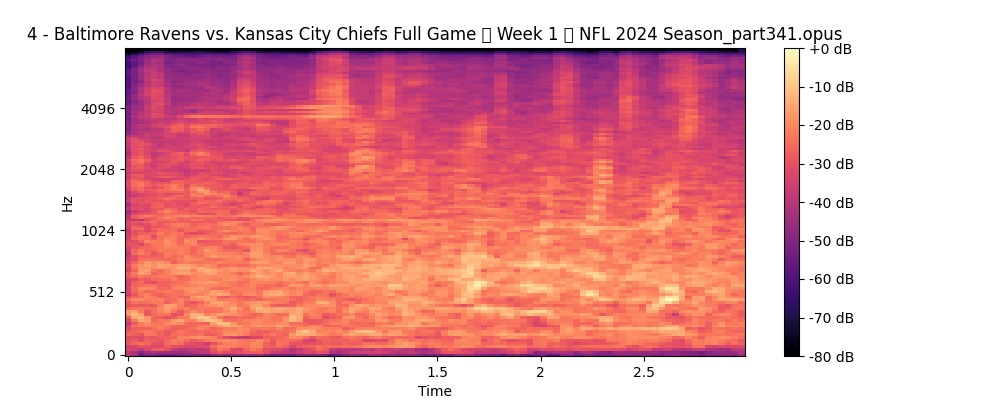 4 - Baltimore Ravens vs. Kansas City Chiefs Full Game ▯ Week 1 ▯ NFL 2024 Season_part341.opus
+0 dB
-10 dB
-20 dB
-30 dB
-40 dB
-50 dB
-60 dB
-70 dB
-80 dB
4096
2048
1024
512
0
Hz
0
0.5
1
1.5
2
2.5
Time